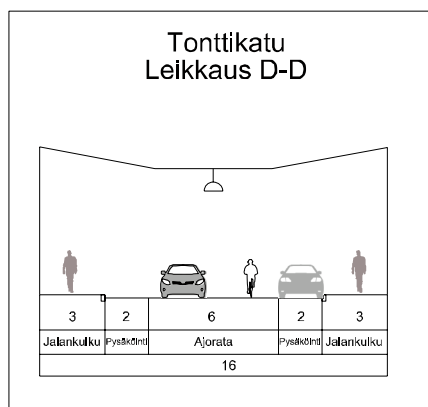 Tonttikatu
Leikkaus D-D
3 2 6 2 3
Jalankulku Pysäköinti Ajorata Pysäköinti Jalankulku
16